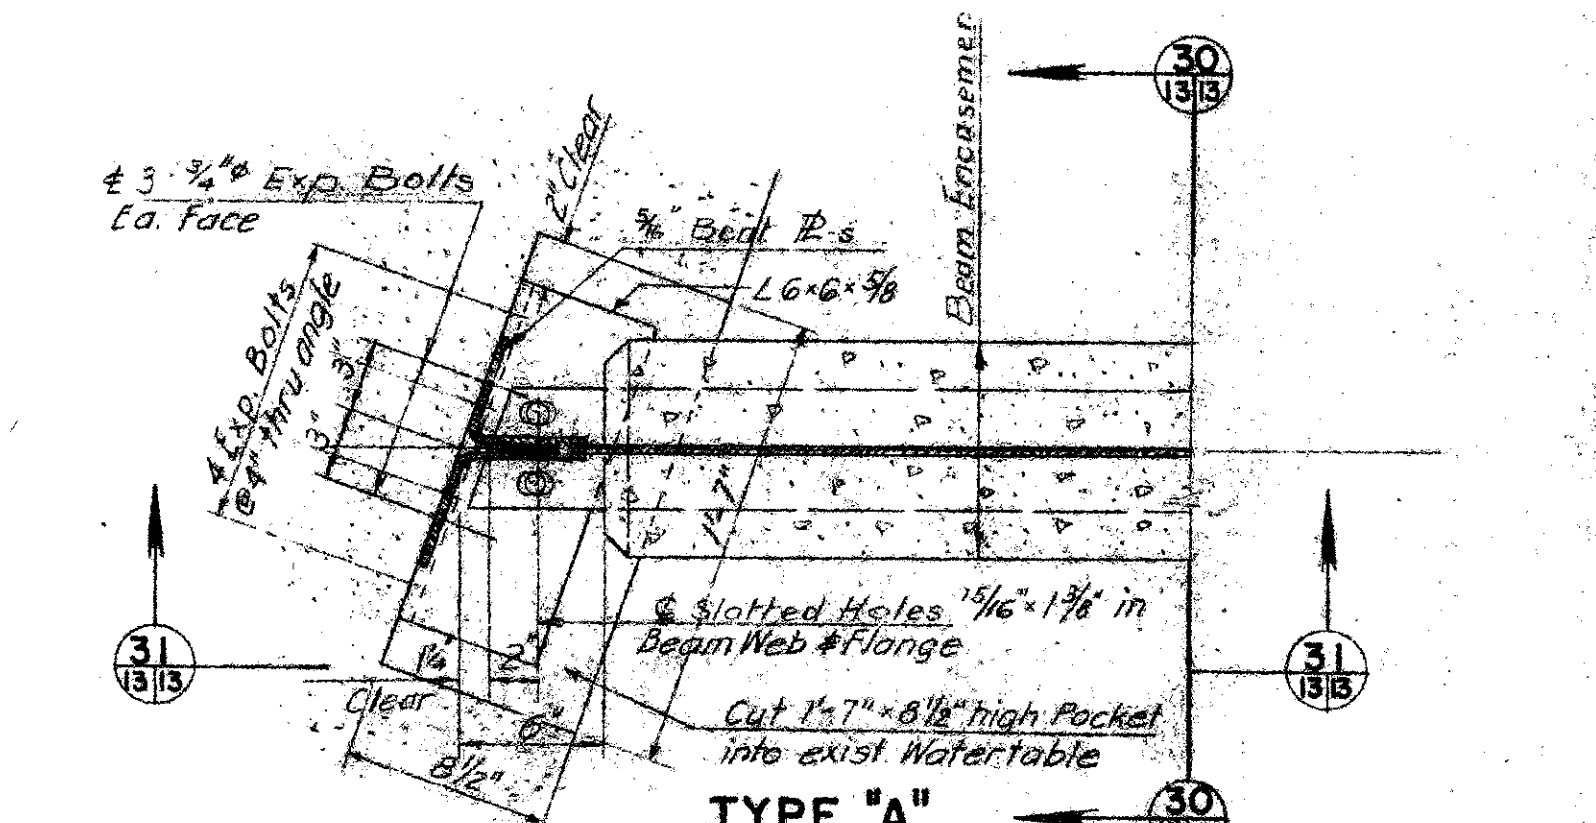 30
13 13
Beam Encasemen
2" Clear
℄ 3 - 3/4"⌀ Exp. Bolts
Ea. Face
5/16" Bent ℙ-s
L 6×6×5/8
4 Exp. Bolts
@4" thru angle
3"
3"
1'-7"
℄ Slotted Holes 15/16"×1 3/8" in
Beam Web & Flange
31
13 13
31
13 13
1¼"
2"
Clear
6"
8½"
Cut 1'-7"×8½" high Pocket
into exist. Watertable
TYPE "A"
30